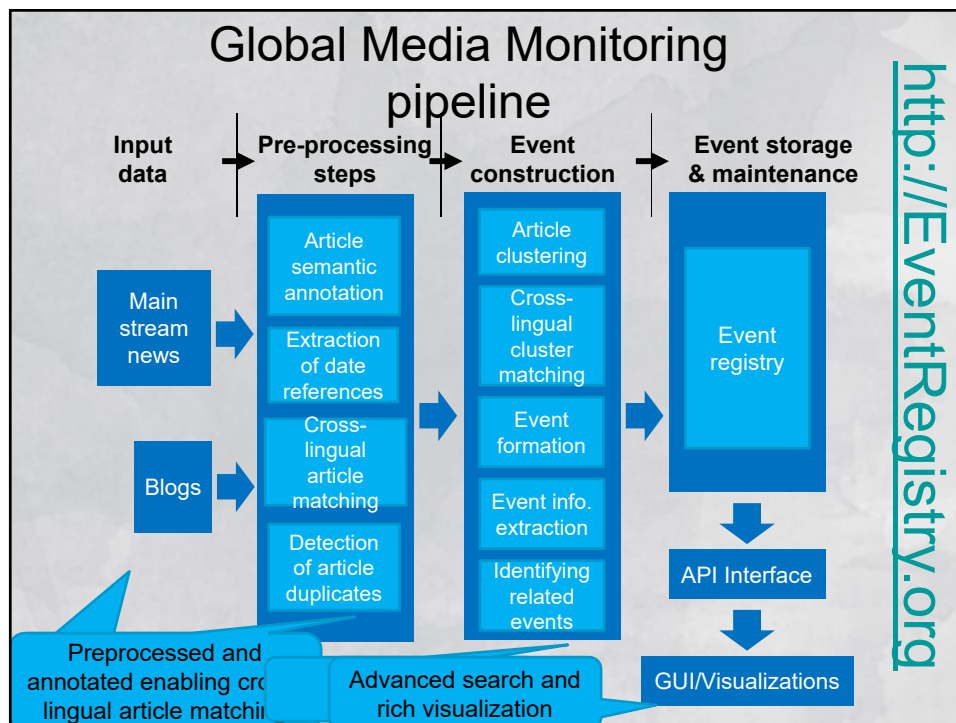 Global Media Monitoring
pipeline
Input
data
Pre-processing
steps
Event
construction
Event storage
& maintenance
Main
stream
news
Blogs
Article
semantic
annotation
Extraction
of date
references
Cross-
lingual
article
matching
Detection
of article
duplicates
Article
clustering
Cross-
lingual
cluster
matching
Event
formation
Event info.
extraction
Identifying
related
events
Event
registry
API Interface
GUI/Visualizations
Preprocessed and
annotated enabling
lingual article
Advanced search and
rich visualization
http://EventRegistry.org